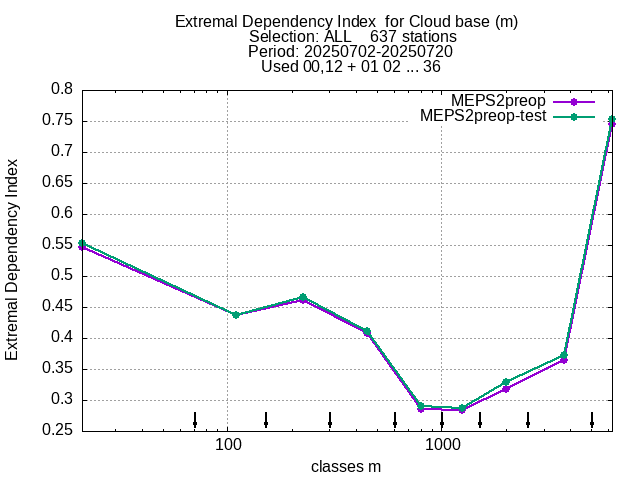 Extremal Dependency Index  for Cloud base (m)
Selection: ALL    637 stations
Period: 20250702-20250720
Used 00,12 + 01 02 ... 36
MEPS2preop
MEPS2preop-test
Extremal Dependency Index
0.8
0.75
0.7
0.65
0.6
0.55
0.5
0.45
0.4
0.35
0.3
0.25
100
1000
classes m